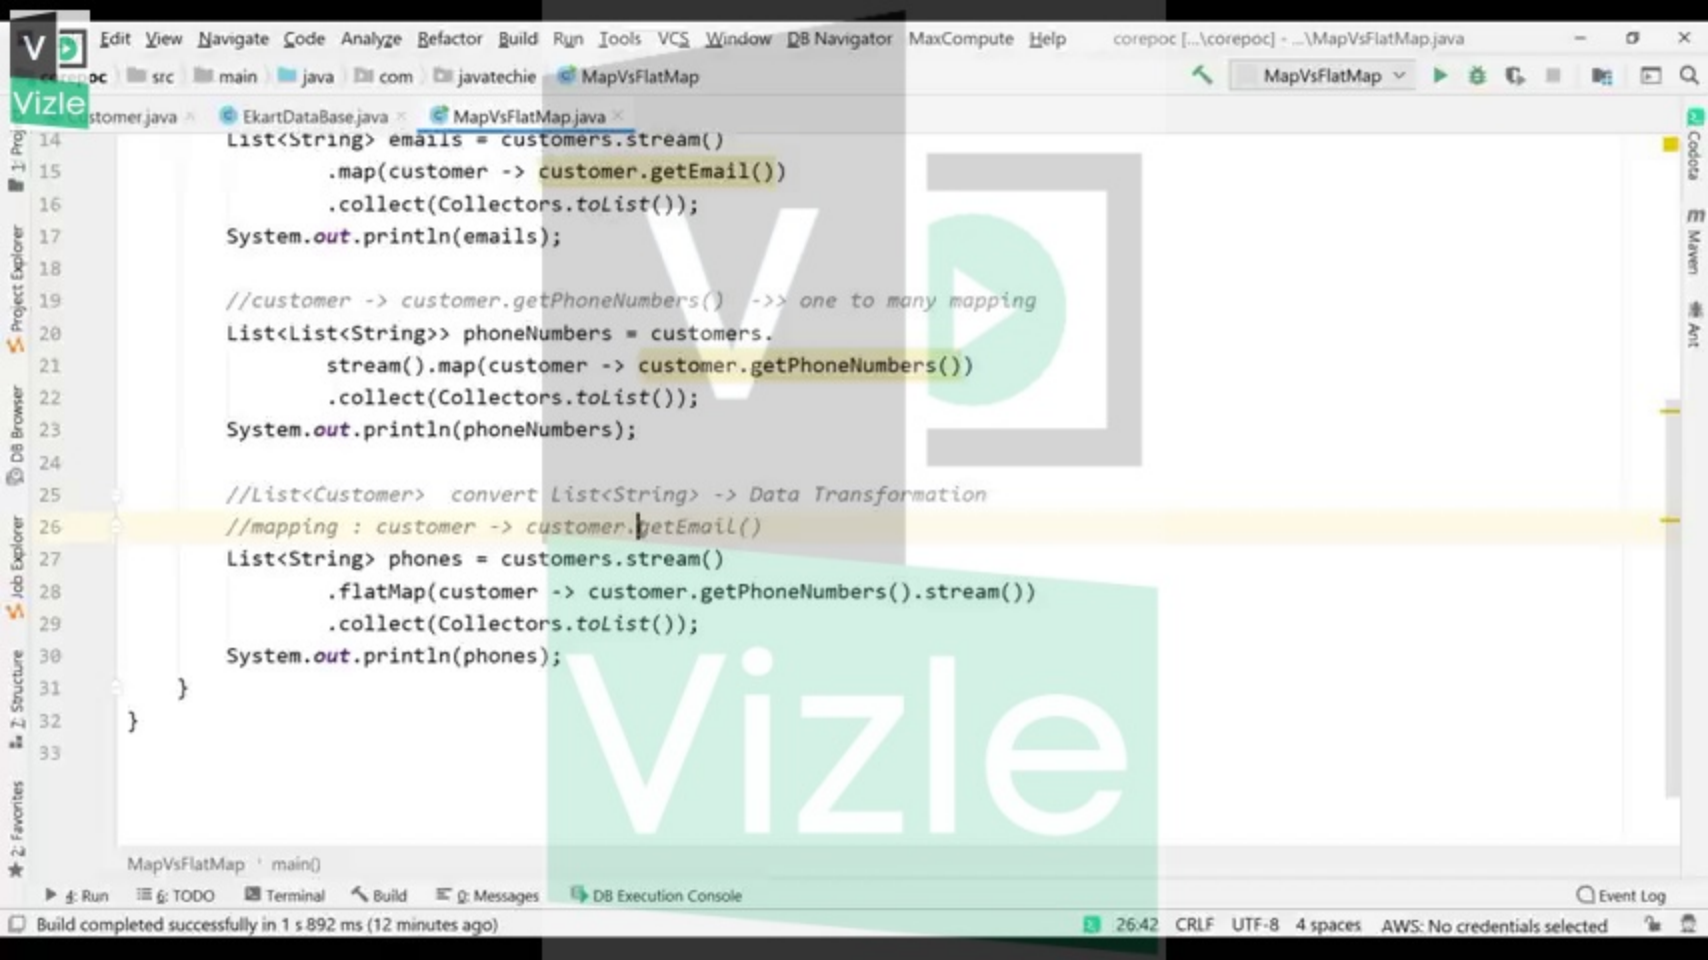 V
Vizle
Edit View Navigate Code Analyze Refactor Build Run Tools VCS Window DB Navigator MaxCompute Help corepoc [...\corepoc] - ...\MapVsFlatMap.java
src main java com javatechie MapVsFlatMap MapVsFlatMap
EkartDataBase.java MapVsFlatMap.java
14 List<String> emails = customers.stream()
15 .map(customer -> customer.getEmail())
16 .collect(Collectors.toList());
17 System.out.println(emails);
18
19 //customer -> customer.getPhoneNumbers() ->> one to many mapping
20 List<List<String>> phoneNumbers = customers.
21 stream().map(customer -> customer.getPhoneNumbers())
22 .collect(Collectors.toList());
23 System.out.println(phoneNumbers);
24
25 //List<Customer> convert List<String> -> Data Transformation
26 //mapping : customer -> customer.getEmail()
27 List<String> phones = customers.stream()
28 .flatMap(customer -> customer.getPhoneNumbers().stream())
29 .collect(Collectors.toList());
30 System.out.println(phones);
31 }
32 }
33
V
Vizle
Project Explorer
DB Browser
Job Explorer
Z: Structure
2: Favorites
Codota
Maven
Ant
MapVsFlatMap main()
4: Run 6: TODO Terminal Build 0: Messages DB Execution Console Event Log
Build completed successfully in 1 s 892 ms (12 minutes ago) 26:42 CRLF UTF-8 4 spaces AWS: No credentials selected